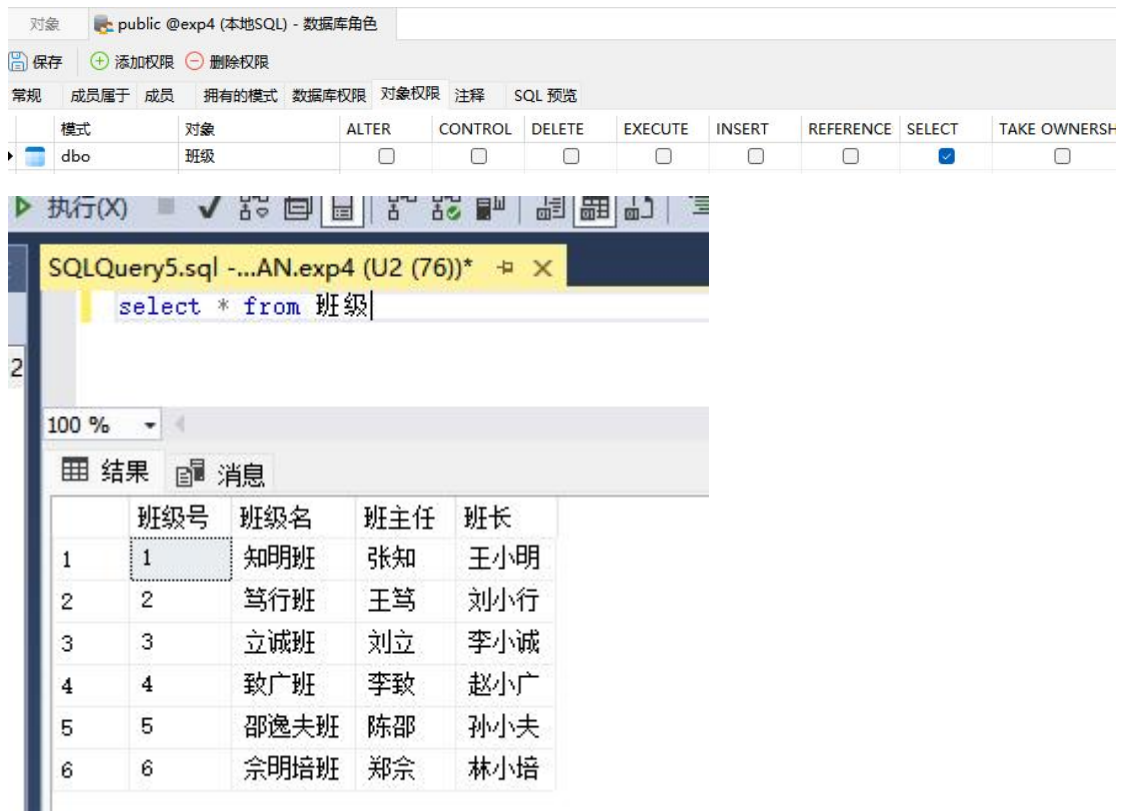 对象 public @exp4 (本地SQL) - 数据库角色
保存 添加权限 删除权限
常规 成员属于 成员 拥有的模式 数据库权限 对象权限 注释 SQL 预览
模式 对象 ALTER CONTROL DELETE EXECUTE INSERT REFERENCE SELECT TAKE OWNERSH
dbo 班级
执行(X)
SQLQuery5.sql -...AN.exp4 (U2 (76))*
select * from 班级
2
100 %
结果 消息
班级号 班级名 班主任 班长
1 1 知明班 张知 王小明
2 2 笃行班 王笃 刘小行
3 3 立诚班 刘立 李小诚
4 4 致广班 李致 赵小广
5 5 邵逸夫班 陈邵 孙小夫
6 6 佘明培班 郑佘 林小培